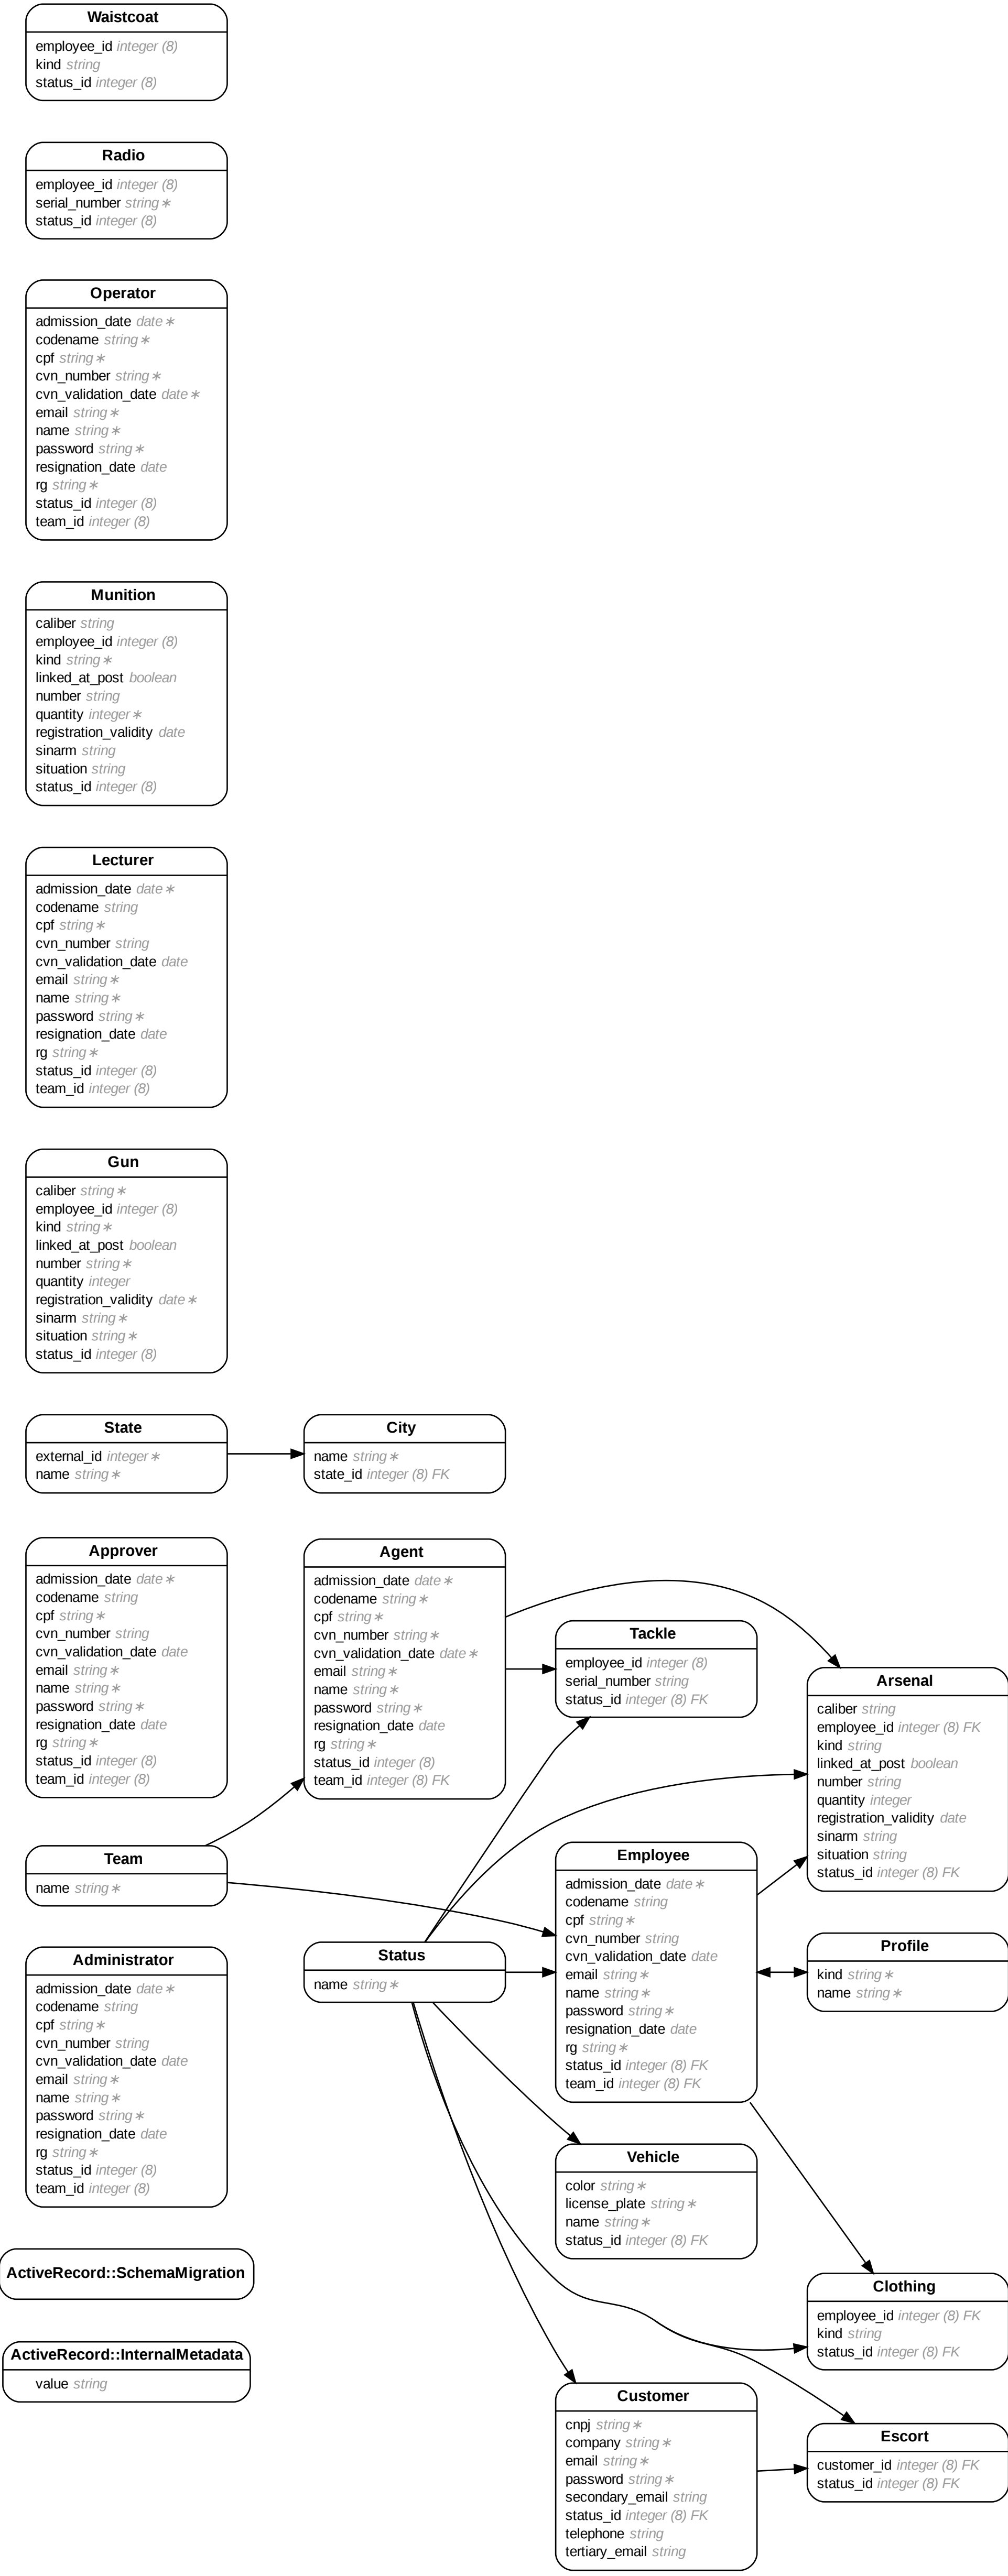 Waistcoat
employee_id integer (8)
kind string
status_id integer (8)
Radio
employee_id integer (8)
serial_number string ∗
status_id integer (8)
Operator
admission_date date ∗
codename string ∗
cpf string ∗
cvn_number string ∗
cvn_validation_date date ∗
email string ∗
name string ∗
password string ∗
resignation_date date
rg string ∗
status_id integer (8)
team_id integer (8)
Munition
caliber string
employee_id integer (8)
kind string ∗
linked_at_post boolean
number string
quantity integer ∗
registration_validity date
sinarm string
situation string
status_id integer (8)
Lecturer
admission_date date ∗
codename string
cpf string ∗
cvn_number string
cvn_validation_date date
email string ∗
name string ∗
password string ∗
resignation_date date
rg string ∗
status_id integer (8)
team_id integer (8)
Gun
caliber string ∗
employee_id integer (8)
kind string ∗
linked_at_post boolean
number string ∗
quantity integer
registration_validity date ∗
sinarm string ∗
situation string ∗
status_id integer (8)
State
external_id integer ∗
name string ∗
City
name string ∗
state_id integer (8) FK
Approver
admission_date date ∗
codename string
cpf string ∗
cvn_number string
cvn_validation_date date
email string ∗
name string ∗
password string ∗
resignation_date date
rg string ∗
status_id integer (8)
team_id integer (8)
Agent
admission_date date ∗
codename string ∗
cpf string ∗
cvn_number string ∗
cvn_validation_date date ∗
email string ∗
name string ∗
password string ∗
resignation_date date
rg string ∗
status_id integer (8)
team_id integer (8) FK
Tackle
employee_id integer (8)
serial_number string
status_id integer (8) FK
Arsenal
caliber string
employee_id integer (8) FK
kind string
linked_at_post boolean
number string
quantity integer
registration_validity date
sinarm string
situation string
status_id integer (8) FK
Team
name string ∗
Employee
admission_date date ∗
codename string
cpf string ∗
cvn_number string
cvn_validation_date date
email string ∗
name string ∗
password string ∗
resignation_date date
rg string ∗
status_id integer (8) FK
team_id integer (8) FK
Profile
kind string ∗
name string ∗
Status
name string ∗
Administrator
admission_date date ∗
codename string
cpf string ∗
cvn_number string
cvn_validation_date date
email string ∗
name string ∗
password string ∗
resignation_date date
rg string ∗
status_id integer (8)
team_id integer (8)
Vehicle
color string ∗
license_plate string ∗
name string ∗
status_id integer (8) FK
ActiveRecord::SchemaMigration
Clothing
employee_id integer (8) FK
kind string
status_id integer (8) FK
ActiveRecord::InternalMetadata
value string
Customer
cnpj string ∗
company string ∗
email string ∗
password string ∗
secondary_email string
status_id integer (8) FK
telephone string
tertiary_email string
Escort
customer_id integer (8) FK
status_id integer (8) FK